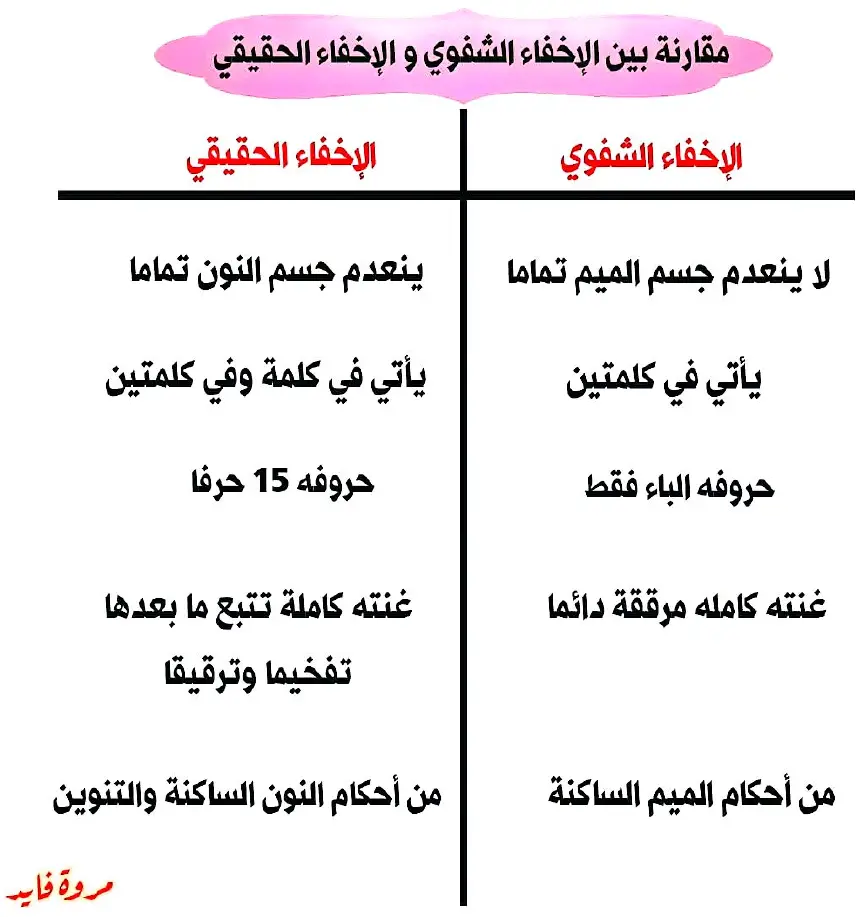 مقارنة بين الإخفاء الشفوي و الإخفاء الحقيقي
الإخفاء الشفوي
الإخفاء الحقيقي
لا ينعدم جسم الميم تماما
ينعدم جسم النون تماما
يأتي في كلمتين
يأتي في كلمة وفي كلمتين
حروفه الباء فقط
حروفه 15 حرفا
غنته كامله مرققة دائما
غنته كاملة تتبع ما بعدها
تفخيما وترقيقا
من أحكام الميم الساكنة
من أحكام النون الساكنة والتنوين
مروة فايد